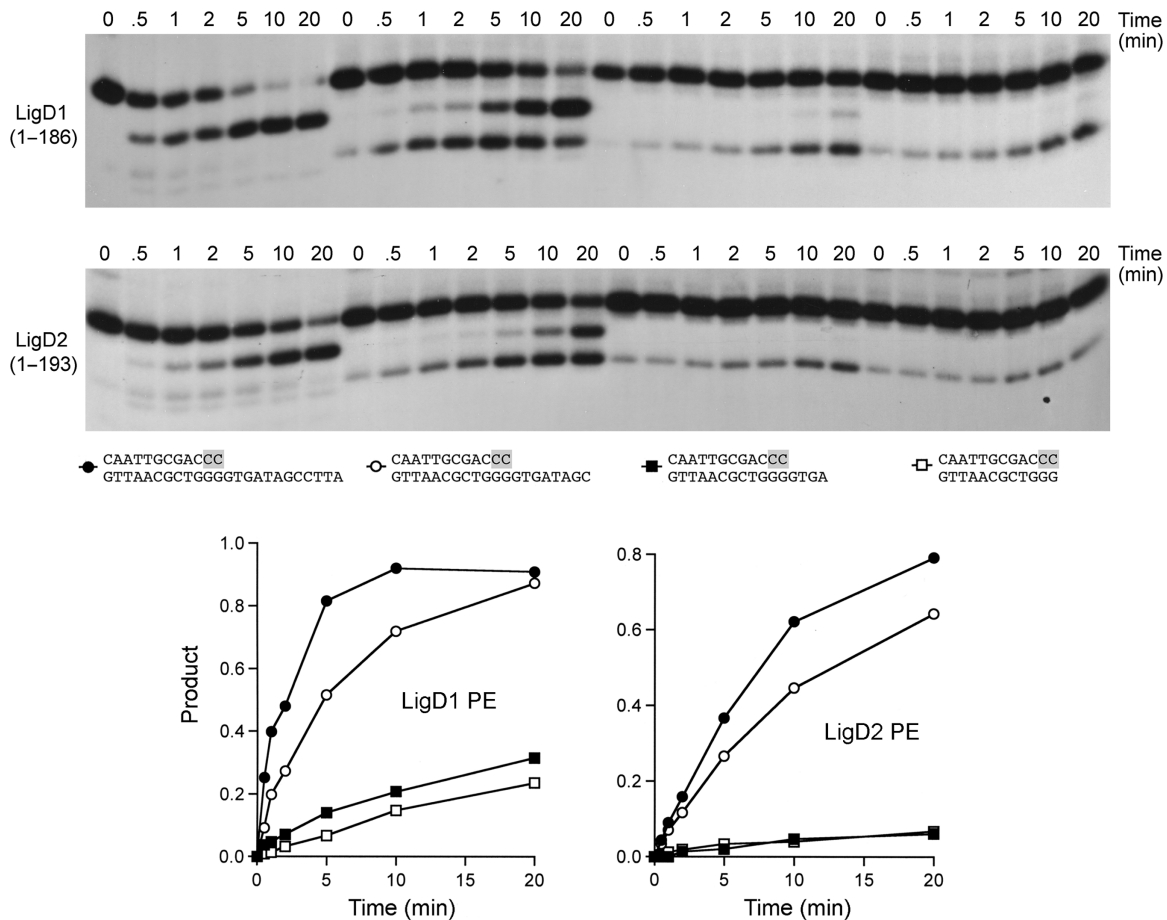 0 .5 1 2 5 10 20 0 .5 1 2 5 10 20 0 .5 1 2 5 10 20 0 .5 1 2 5 10 20 Time
(min)
LigD1
(1–186)
0 .5 1 2 5 10 20 0 .5 1 2 5 10 20 0 .5 1 2 5 10 20 0 .5 1 2 5 10 20 Time
(min)
LigD2
(1–193)
CAATTGCGACCC CAATTGCGACCC CAATTGCGACCC CAATTGCGACCC
GTTAACGCTGGGGTGATAGCCTTA GTTAACGCTGGGGTGATAGC GTTAACGCTGGGGTGA GTTAACGCTGGG
1.0
0.8
0.6
0.4
0.2
0.0
Product
LigD1 PE
0 5 10 15 20
Time (min)
0.8
0.6
0.4
0.2
0.0
LigD2 PE
0 5 10 15 20
Time (min)